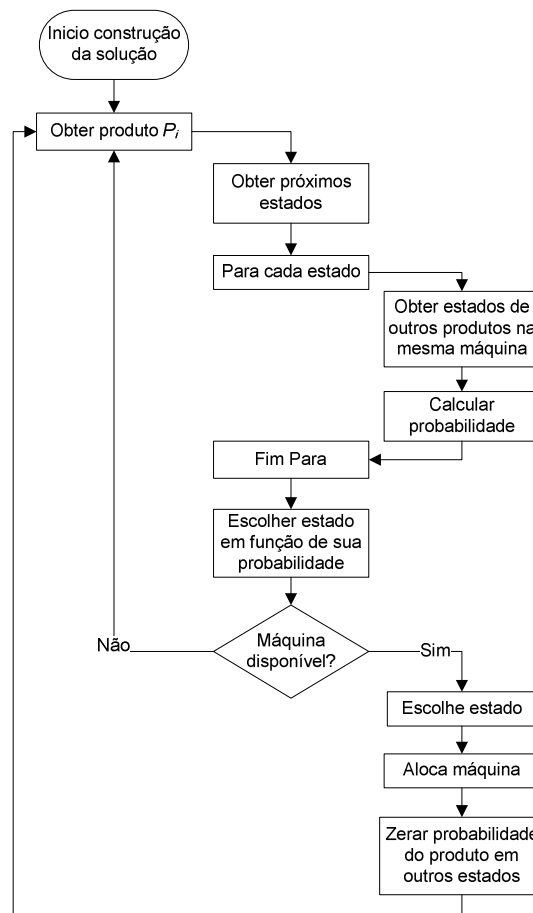 Inicio construção
da solução
Obter produto Pi
Obter próximos
estados
Para cada estado
Obter estados de
outros produtos na
mesma máquina
Calcular
probabilidade
Fim Para
Escolher estado
em função de sua
probabilidade
Máquina
disponível?
Não
Sim
Escolhe estado
Aloca máquina
Zerar probabilidade
do produto em
outros estados